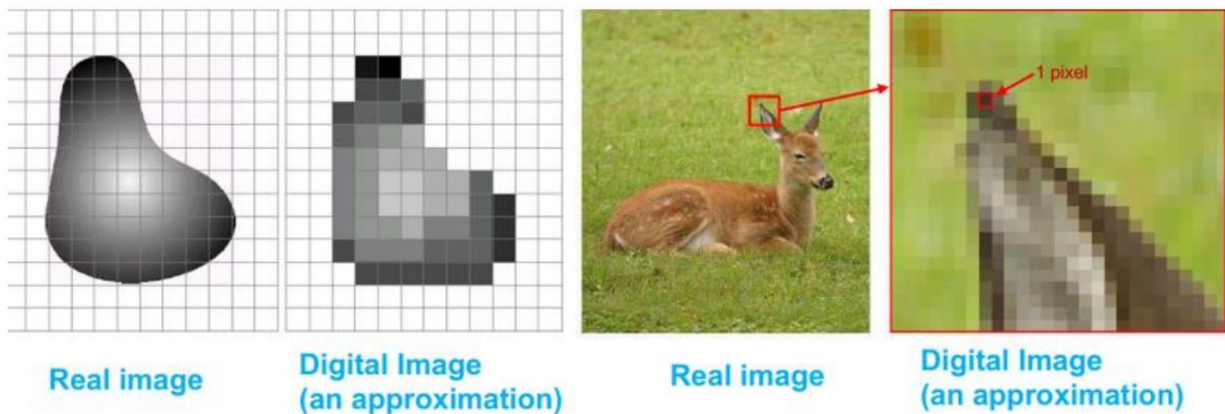 1 pixel
Real image
Digital Image
(an approximation)
Real image
Digital Image
(an approximation)